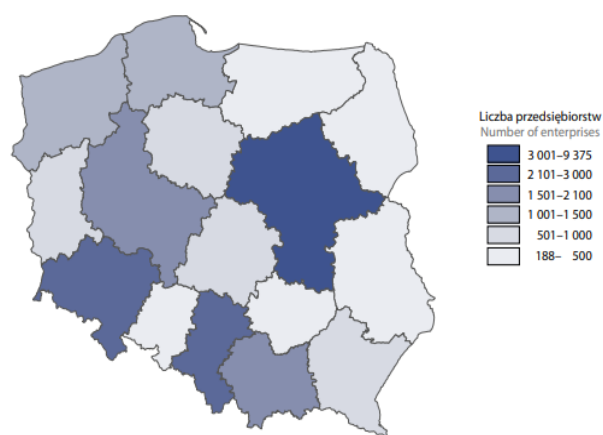 Liczba przedsiębiorstw
Number of enterprises
3 001–9 375
2 101–3 000
1 501–2 100
1 001–1 500
501–1 000
188– 500